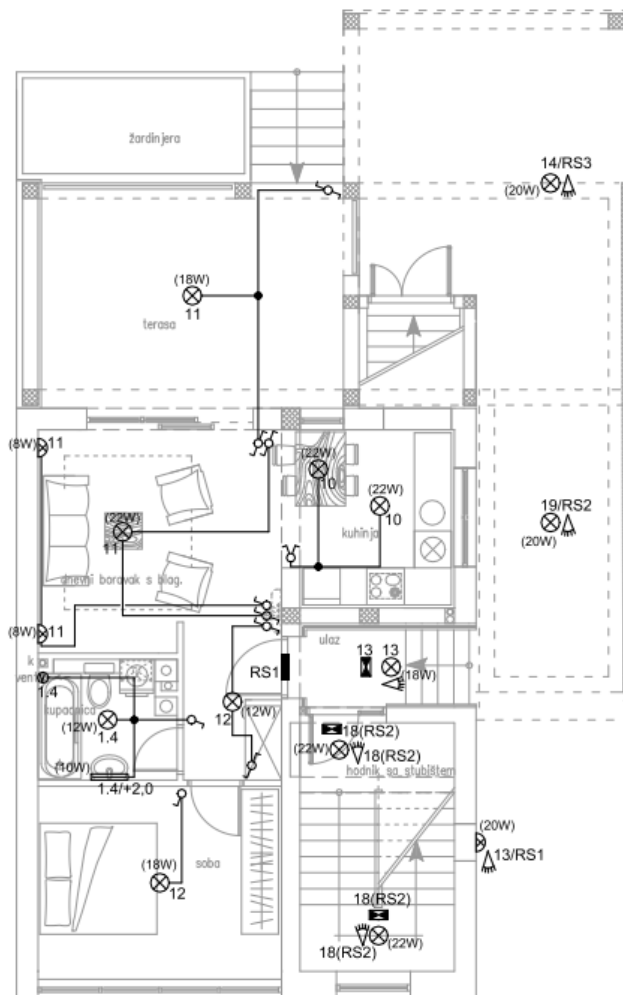 žardinjera
14/RS3
(20W)
(18W)
11
terasa
(8W)
11
(22W)
10
(22W)
10
kuhinja
(22W)
11
19/RS2
(20W)
dnevni boravak s blag.
(8W)
11
ulaz
13
13
(18W)
RS1
k
vent
1.4
kupaonica
(12W)
1.4
12
(12W)
18(RS2)
(22W)
18(RS2)
hodnik sa stubištem
(10W)
1.4/+2,0
(20W)
13/RS1
(18W)
12
soba
18(RS2)
18(RS2)
(22W)